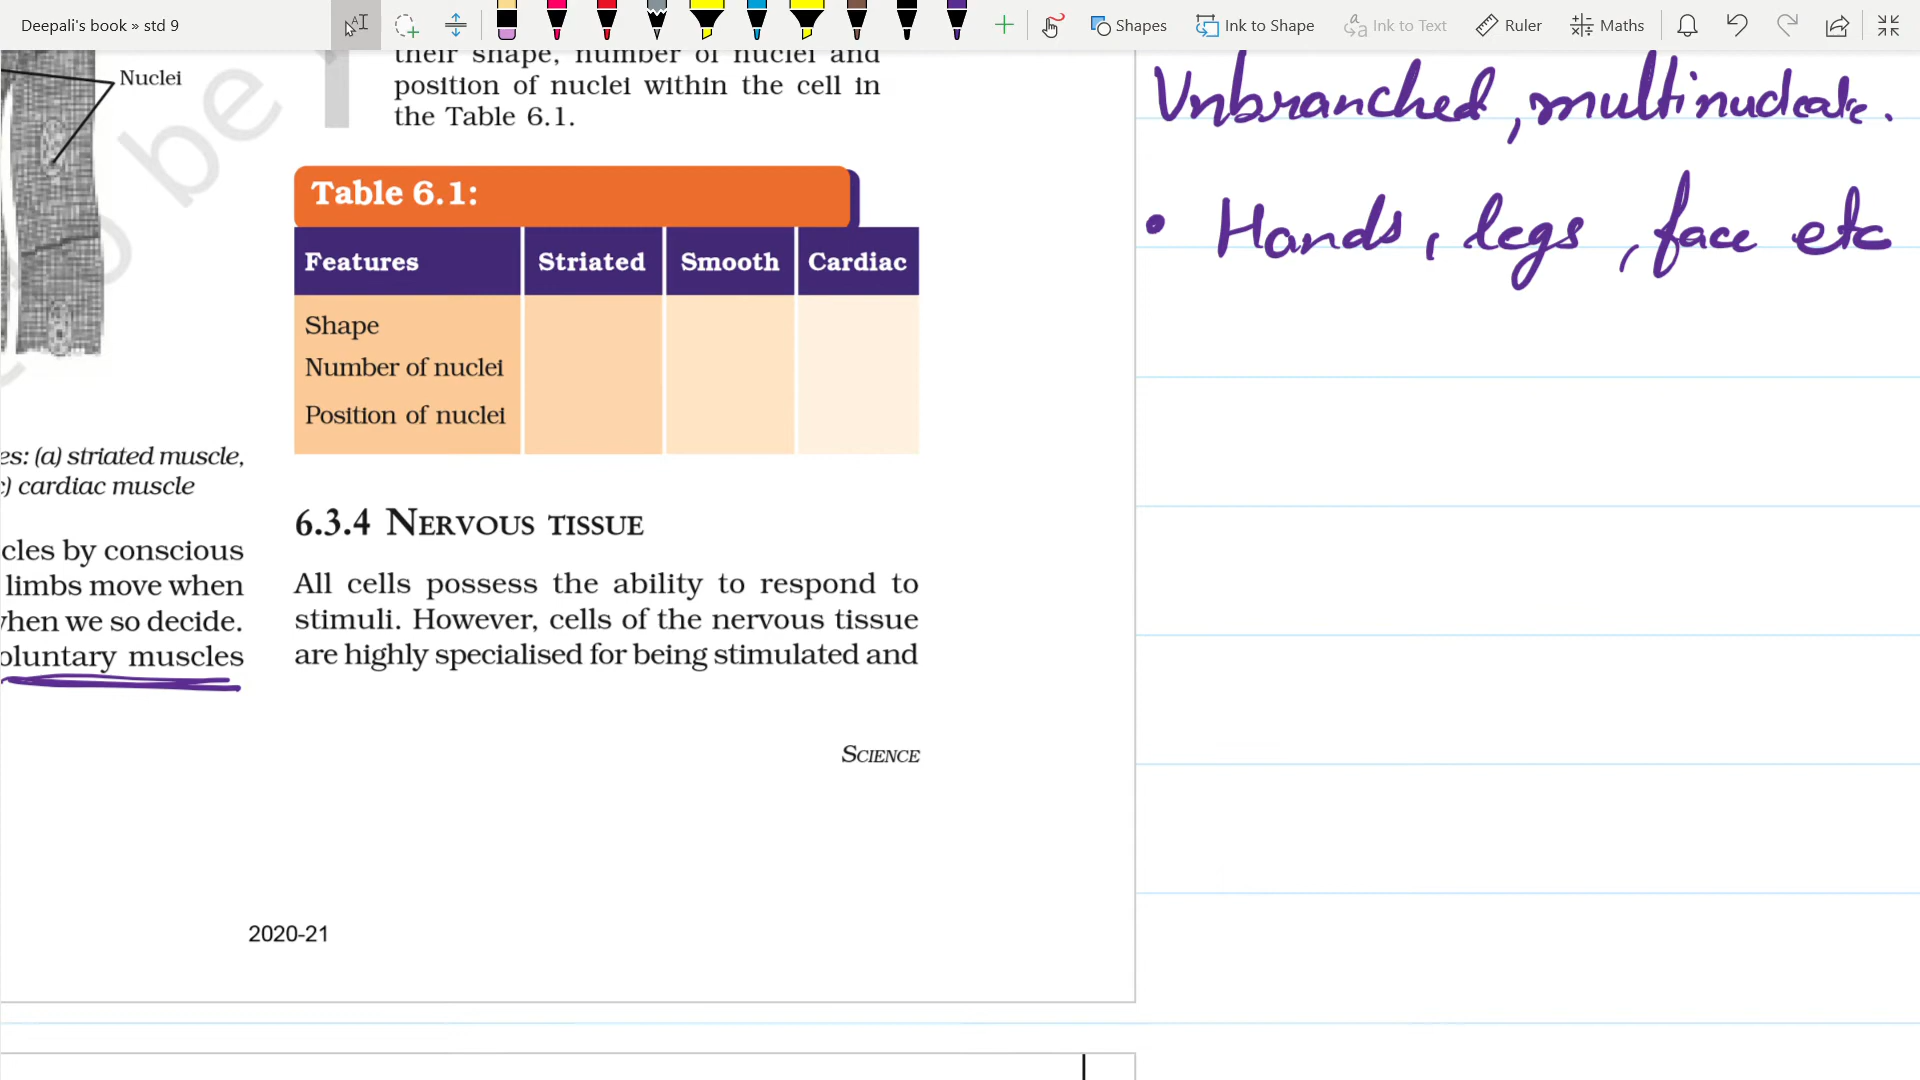 Deepali's book » std 9
Shapes
Ink to Shape
Ink to Text
Ruler
Maths
Nuclei
be
their shape, number of nuclei and
position of nuclei within the cell in
the Table 6.1.
Table 6.1:
Features Striated Smooth Cardiac
Shape
Number of nuclei
Position of nuclei
es: (a) striated muscle,
c) cardiac muscle
cles by conscious
limbs move when
when we so decide.
oluntary muscles
6.3.4 NERVOUS TISSUE
All cells possess the ability to respond to
stimuli. However, cells of the nervous tissue
are highly specialised for being stimulated and
SCIENCE
2020-21
Unbranched, multinucleate.
• Hands, legs, face etc